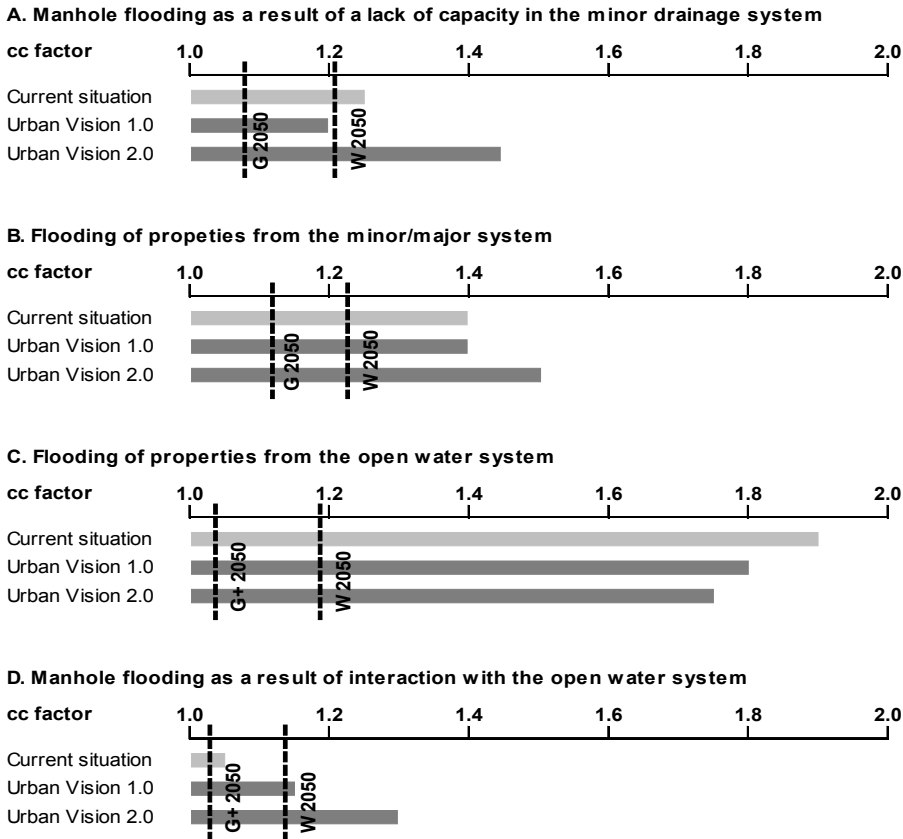 A. Manhole flooding as a result of a lack of capacity in the minor drainage system
cc factor 1.0 1.2 1.4 1.6 1.8 2.0
Current situation
Urban Vision 1.0
Urban Vision 2.0
G 2050
W 2050
B. Flooding of propeties from the minor/major system
cc factor 1.0 1.2 1.4 1.6 1.8 2.0
Current situation
Urban Vision 1.0
Urban Vision 2.0
G 2050
W 2050
C. Flooding of properties from the open water system
cc factor 1.0 1.2 1.4 1.6 1.8 2.0
Current situation
Urban Vision 1.0
Urban Vision 2.0
G+ 2050
W 2050
D. Manhole flooding as a result of interaction with the open water system
cc factor 1.0 1.2 1.4 1.6 1.8 2.0
Current situation
Urban Vision 1.0
Urban Vision 2.0
G+ 2050
W 2050